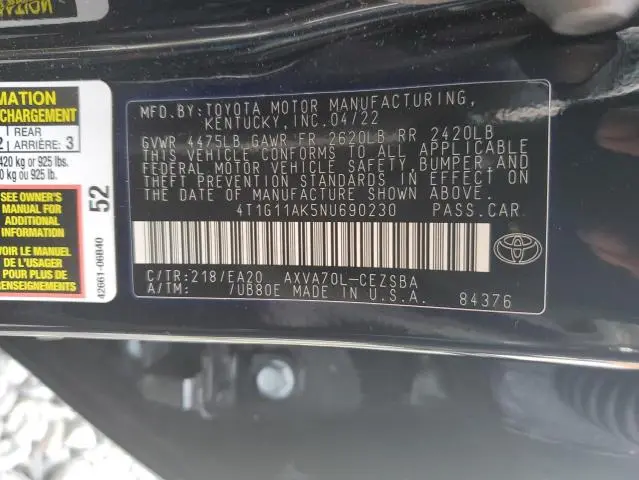 MATION
CHARGEMENT
1 REAR
2 ARRIÈRE: 3
420 kg or 925 lbs.
0 kg ou 925 lb.
SEE OWNER'S
MANUAL FOR
ADDITIONAL
INFORMATION
VOIR LE MANUEL
DE L'USAGER
POUR PLUS DE
RENSEIGNEMENTS
52
42661-06B40
MFD.BY:TOYOTA MOTOR MANUFACTURING,
KENTUCKY, INC. 04/22
GVWR 4475LB GAWR FR 2620LB RR 2420LB
THIS VEHICLE CONFORMS TO ALL APPLICABLE
FEDERAL MOTOR VEHICLE SAFETY, BUMPER, AND
THEFT PREVENTION STANDARDS IN EFFECT ON
THE DATE OF MANUFACTURE SHOWN ABOVE.
4T1G11AK5NU690230 PASS.CAR
C/TR:218/EA20 AXVA70L-CEZSBA
A/TM: /UB80E MADE IN U.S.A. 84376
TOYOTA